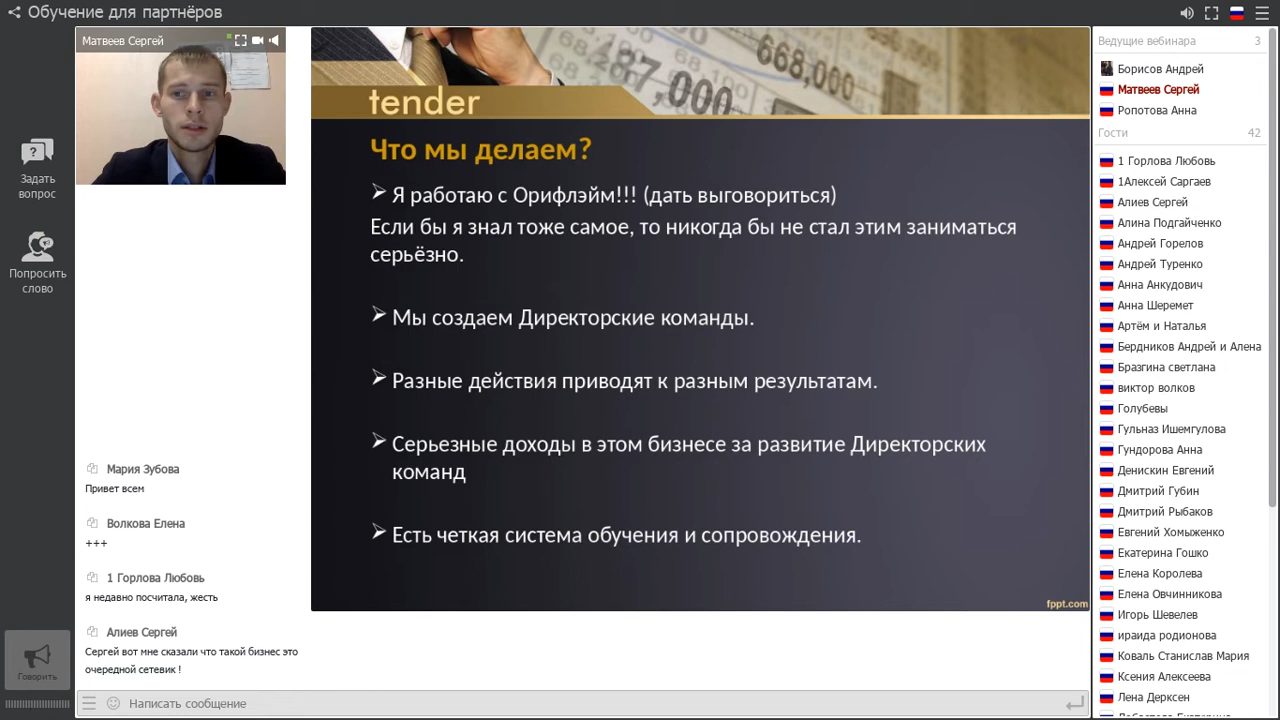 Обучение для партнёров
Матвеев Сергей
Задать
вопрос
Попросить
слово
Говорить
tender
668,0
87.000
Что мы делаем?
Я работаю с Орифлэйм!!! (дать выговориться)
Если бы я знал тоже самое, то никогда бы не стал этим заниматься
серьёзно.
Мы создаем Директорские команды.
Разные действия приводят к разным результатам.
Серьезные доходы в этом бизнесе за развитие Директорских
команд
Есть четкая система обучения и сопровождения.
fppt.com
Мария Зубова
Привет всем
Волкова Елена
+++
1 Горлова Любовь
я недавно посчитала, жесть
Алиев Сергей
Сергей вот мне сказали что такой бизнес это
очередной сетевик !
Написать сообщение
Ведущие вебинара 3
Борисов Андрей
Матвеев Сергей
Ропотова Анна
Гости 42
1 Горлова Любовь
1Алексей Саргаев
Алиев Сергей
Алина Подгайченко
Андрей Горелов
Андрей Туренко
Анна Анкудович
Анна Шеремет
Артём и Наталья
Бердников Андрей и Алена
Бразгина светлана
виктор волков
Голубевы
Гульназ Ишемгулова
Гундорова Анна
Денискин Евгений
Дмитрий Губин
Дмитрий Рыбаков
Евгений Хомыженко
Екатерина Гошко
Елена Королева
Елена Овчинникова
Игорь Шевелев
ираида родионова
Коваль Станислав Мария
Ксения Алексеева
Лена Дерксен